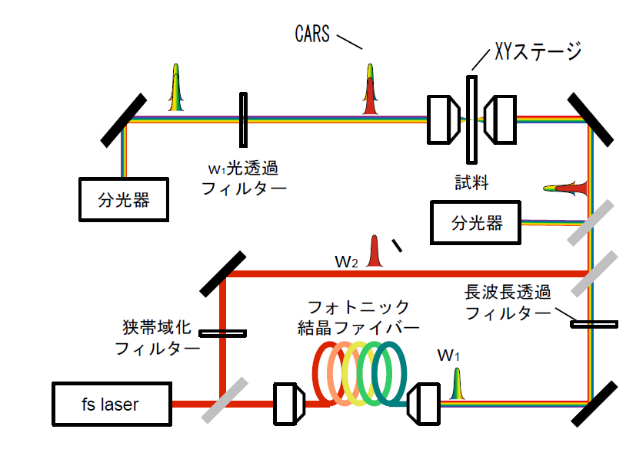 CARS
XYステージ
w1光透過
フィルター
試料
分光器
分光器
W2
長波長透過
フィルター
狭帯域化
フィルター
フォトニック
結晶ファイバー
W1
fs laser